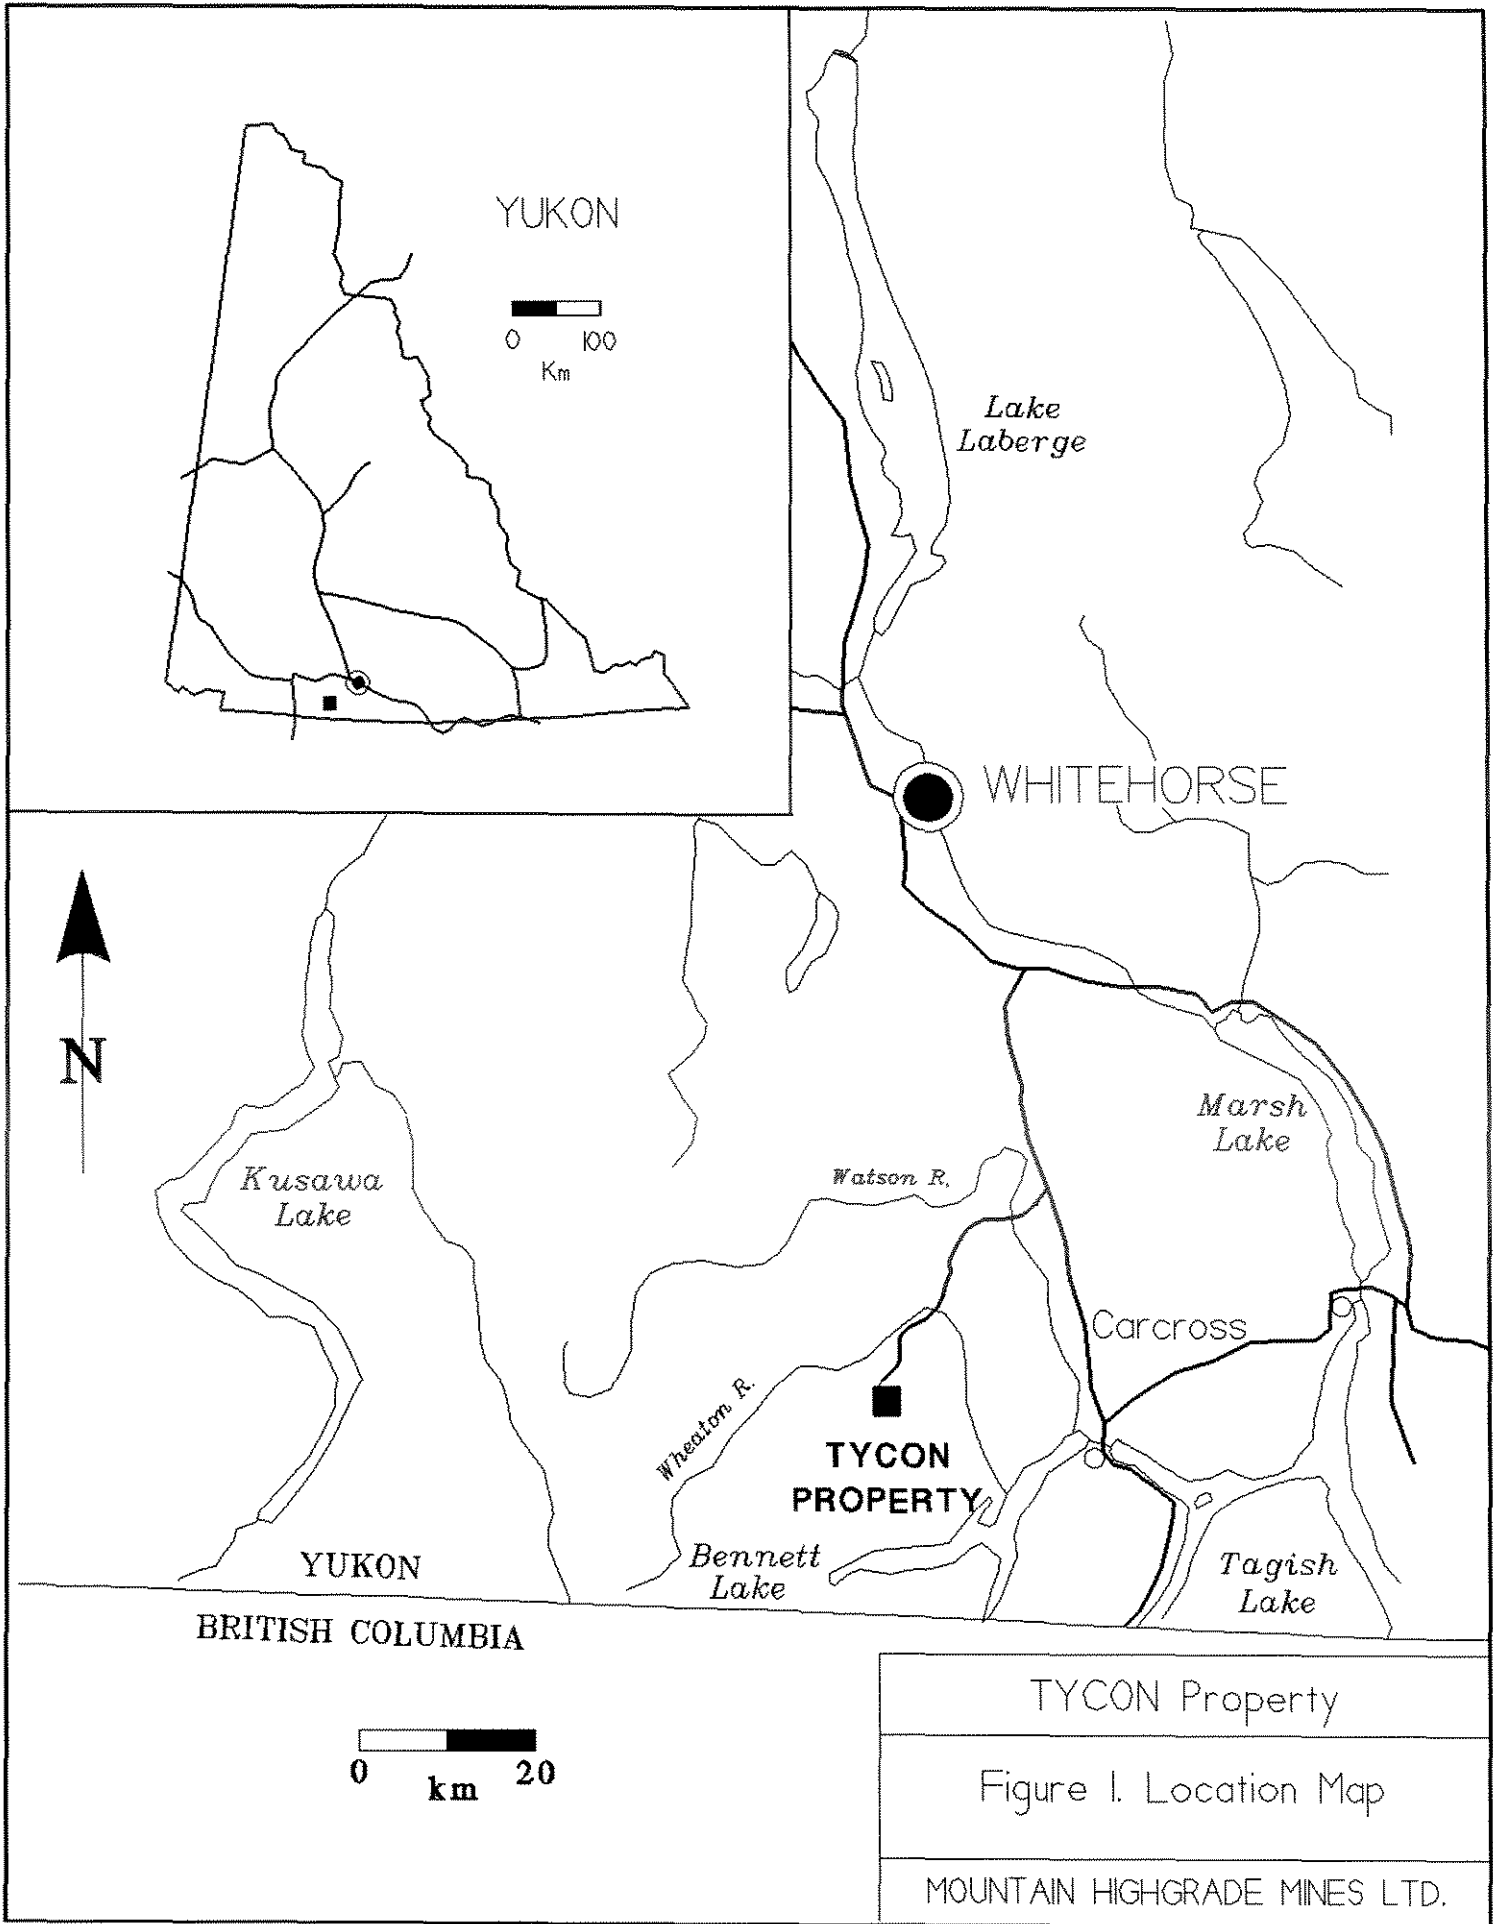 YUKON
0 100
Km
Lake
Laberge
WHITEHORSE
N
Kusawa
Lake
Marsh
Lake
Watson R.
Carcross
Wheaton R.
TYCON
PROPERTY
Bennett
Lake
Tagish
Lake
YUKON
BRITISH COLUMBIA
0 20
km
TYCON Property
Figure 1. Location Map
MOUNTAIN HIGHGRADE MINES LTD.